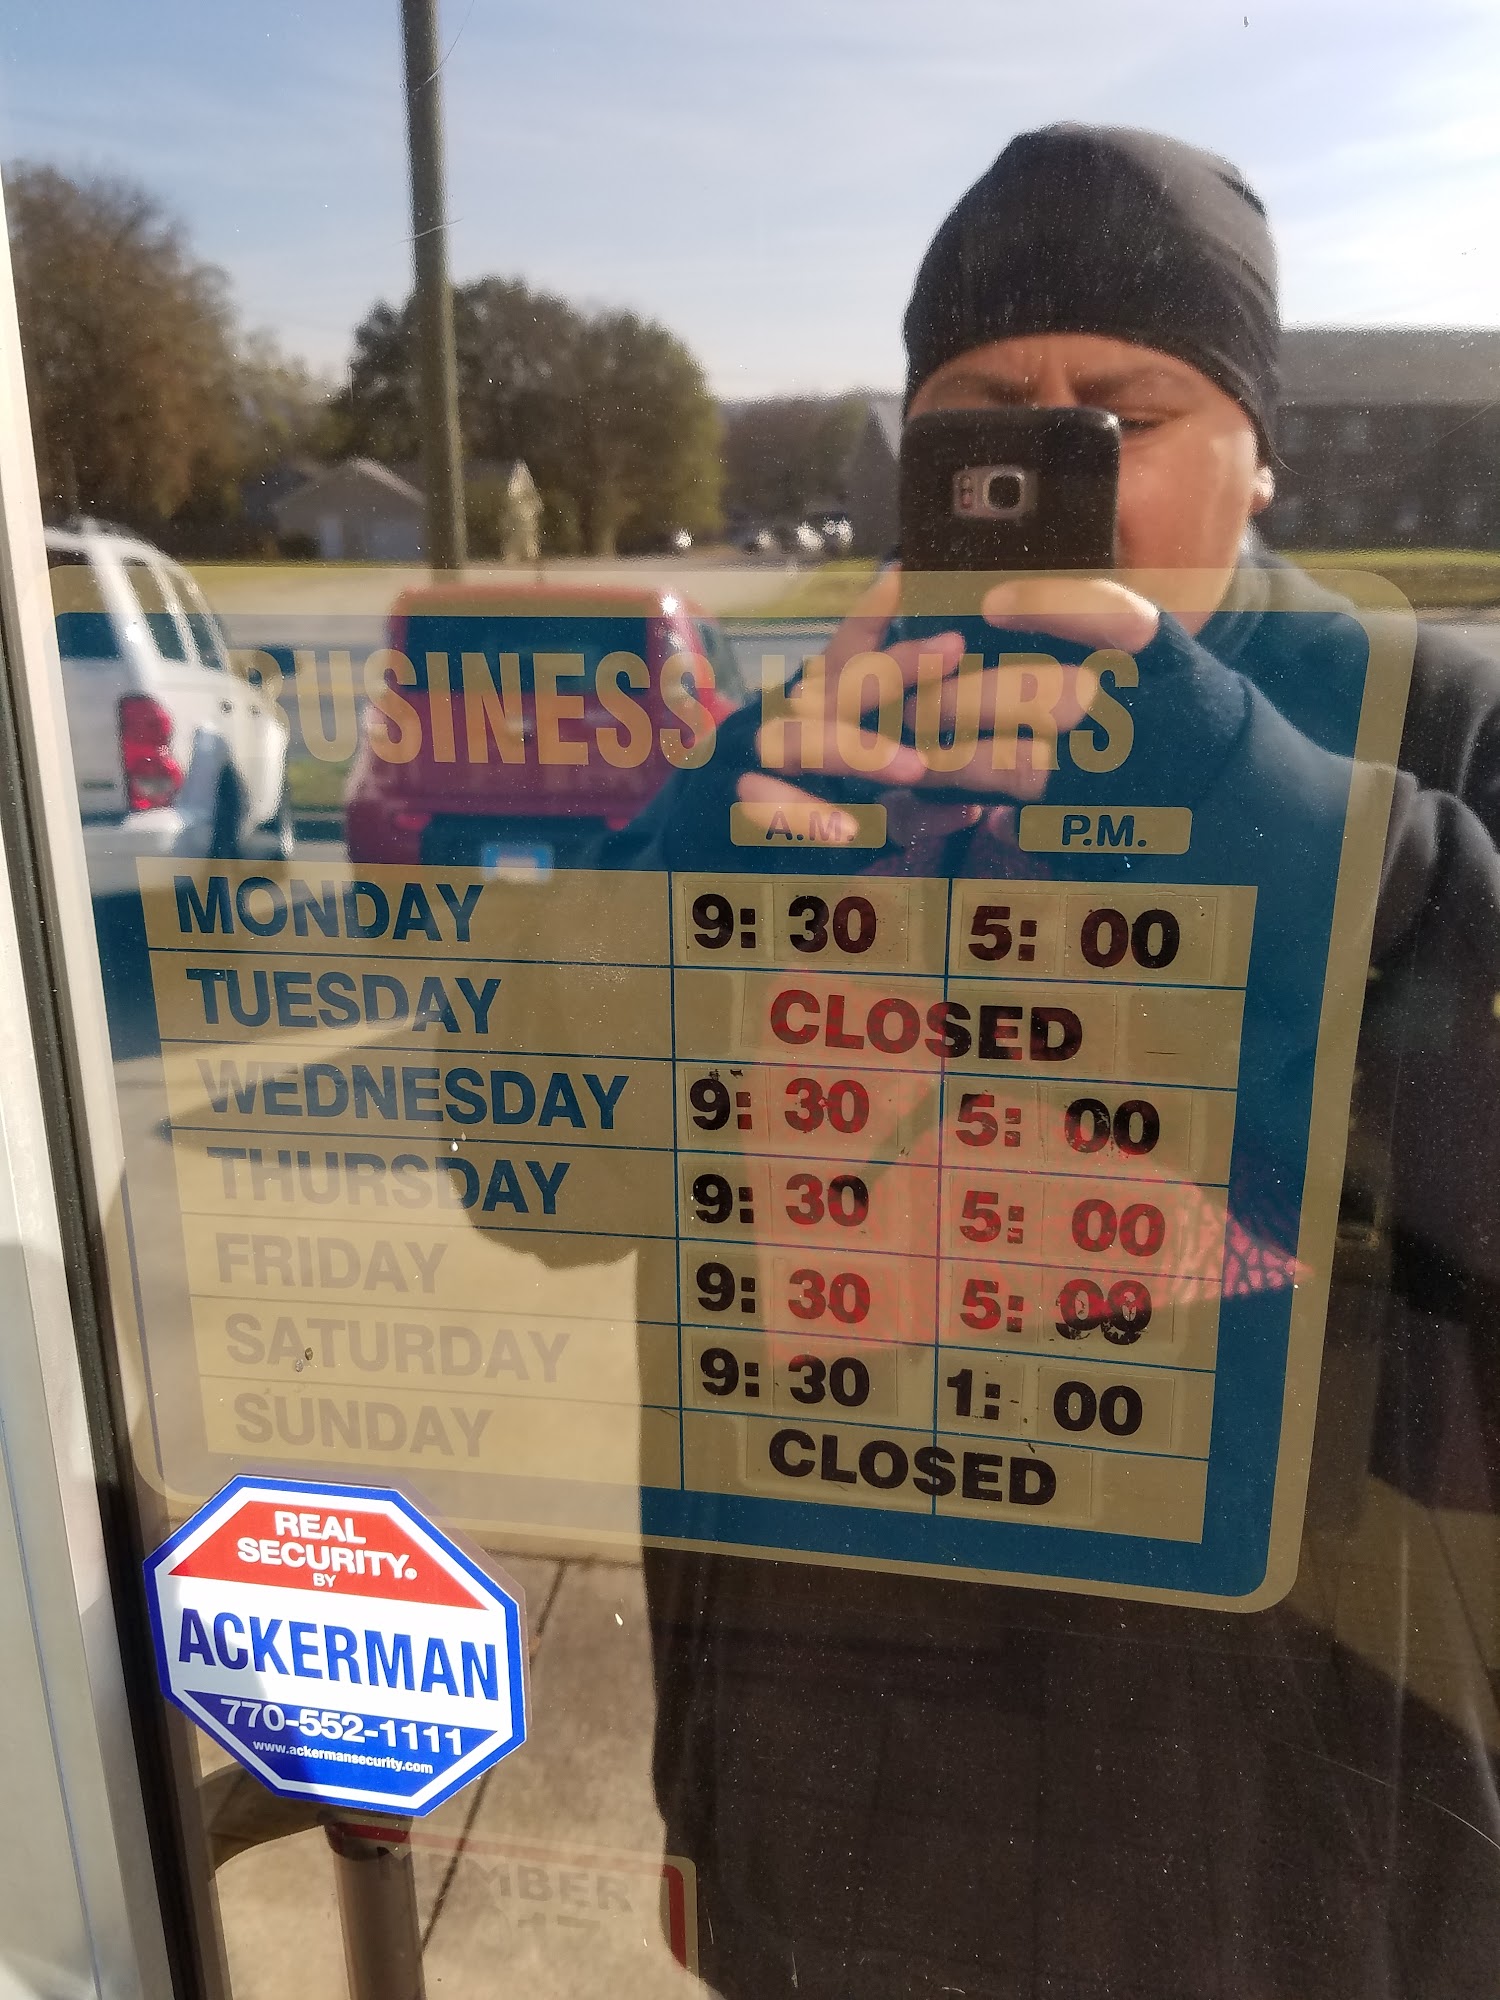 BUSINESS HOURS
A.M. P.M.
MONDAY 9: 30 5: 00
TUESDAY CLOSED
WEDNESDAY 9: 30 5: 00
THURSDAY 9: 30 5: 00
FRIDAY 9: 30 5: 00
SATURDAY 9: 30 1: 00
SUNDAY CLOSED
REAL
SECURITY.
BY
ACKERMAN
770-552-1111
www.ackermansecurity.com
MEMBER